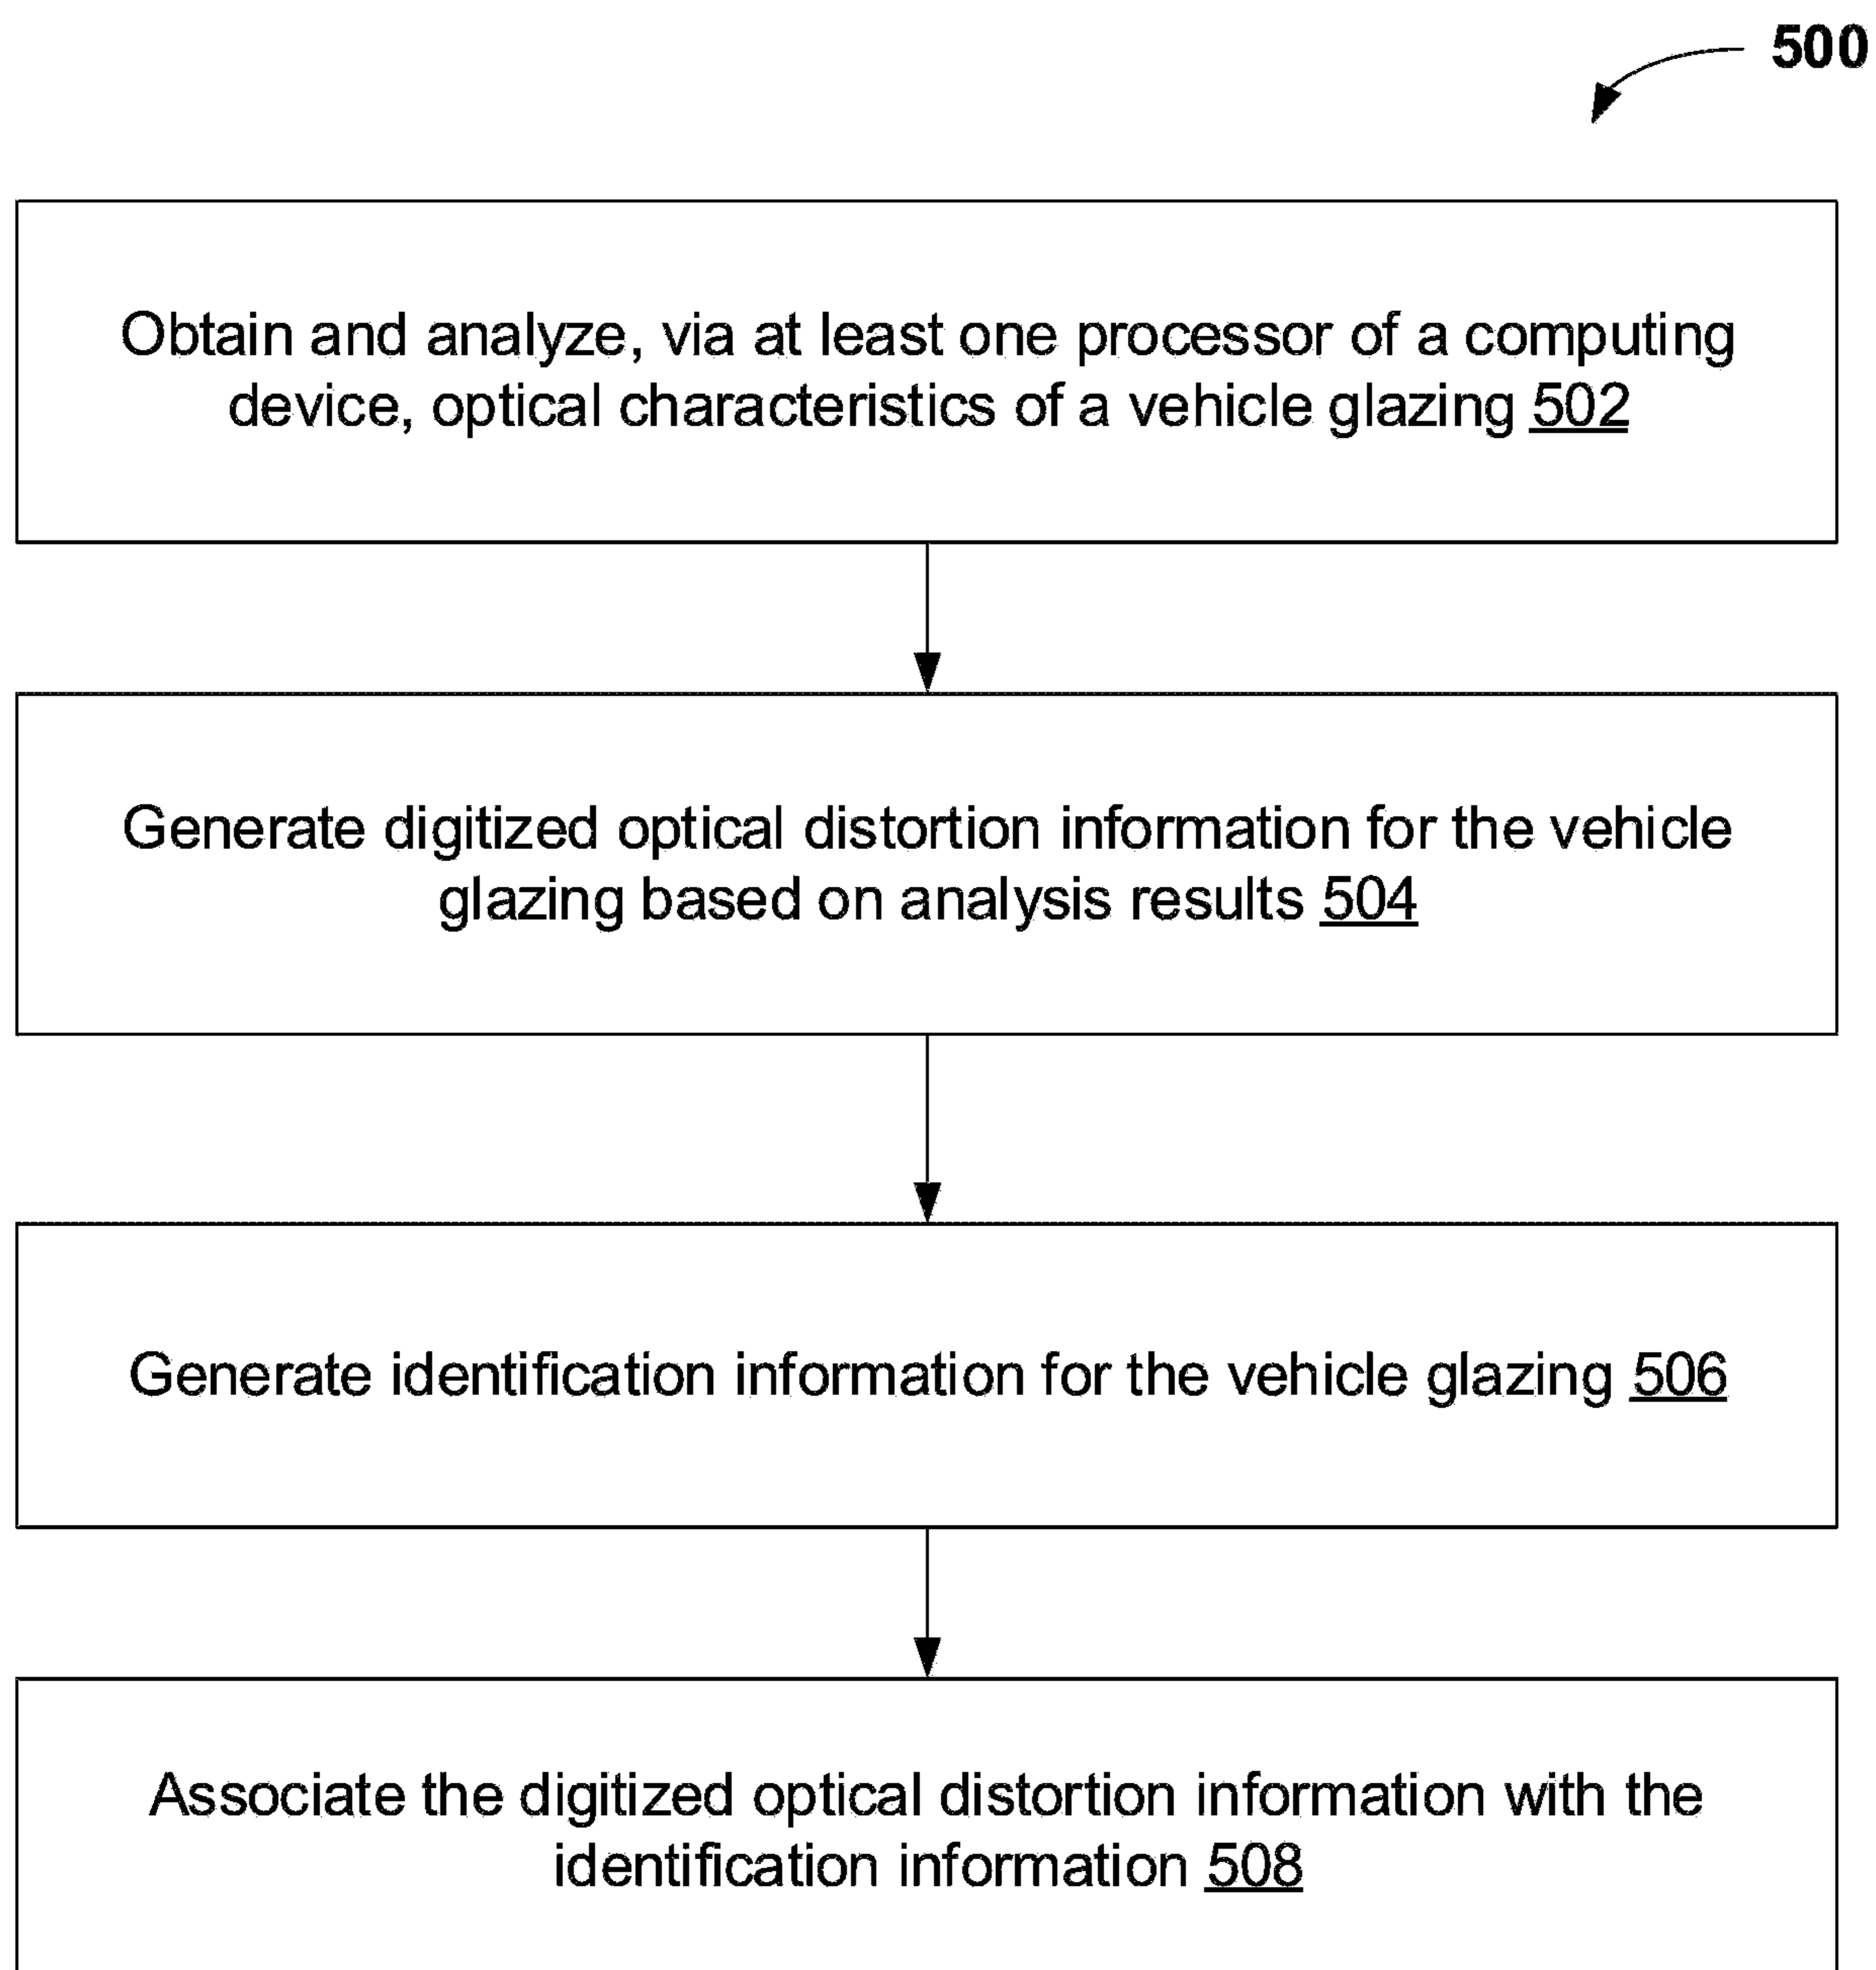 500
Obtain and analyze, via at least one processor of a computing
device, optical characteristics of a vehicle glazing 502
Generate digitized optical distortion information for the vehicle
glazing based on analysis results 504
Generate identification information for the vehicle glazing 506
Associate the digitized optical distortion information with the
identification information 508